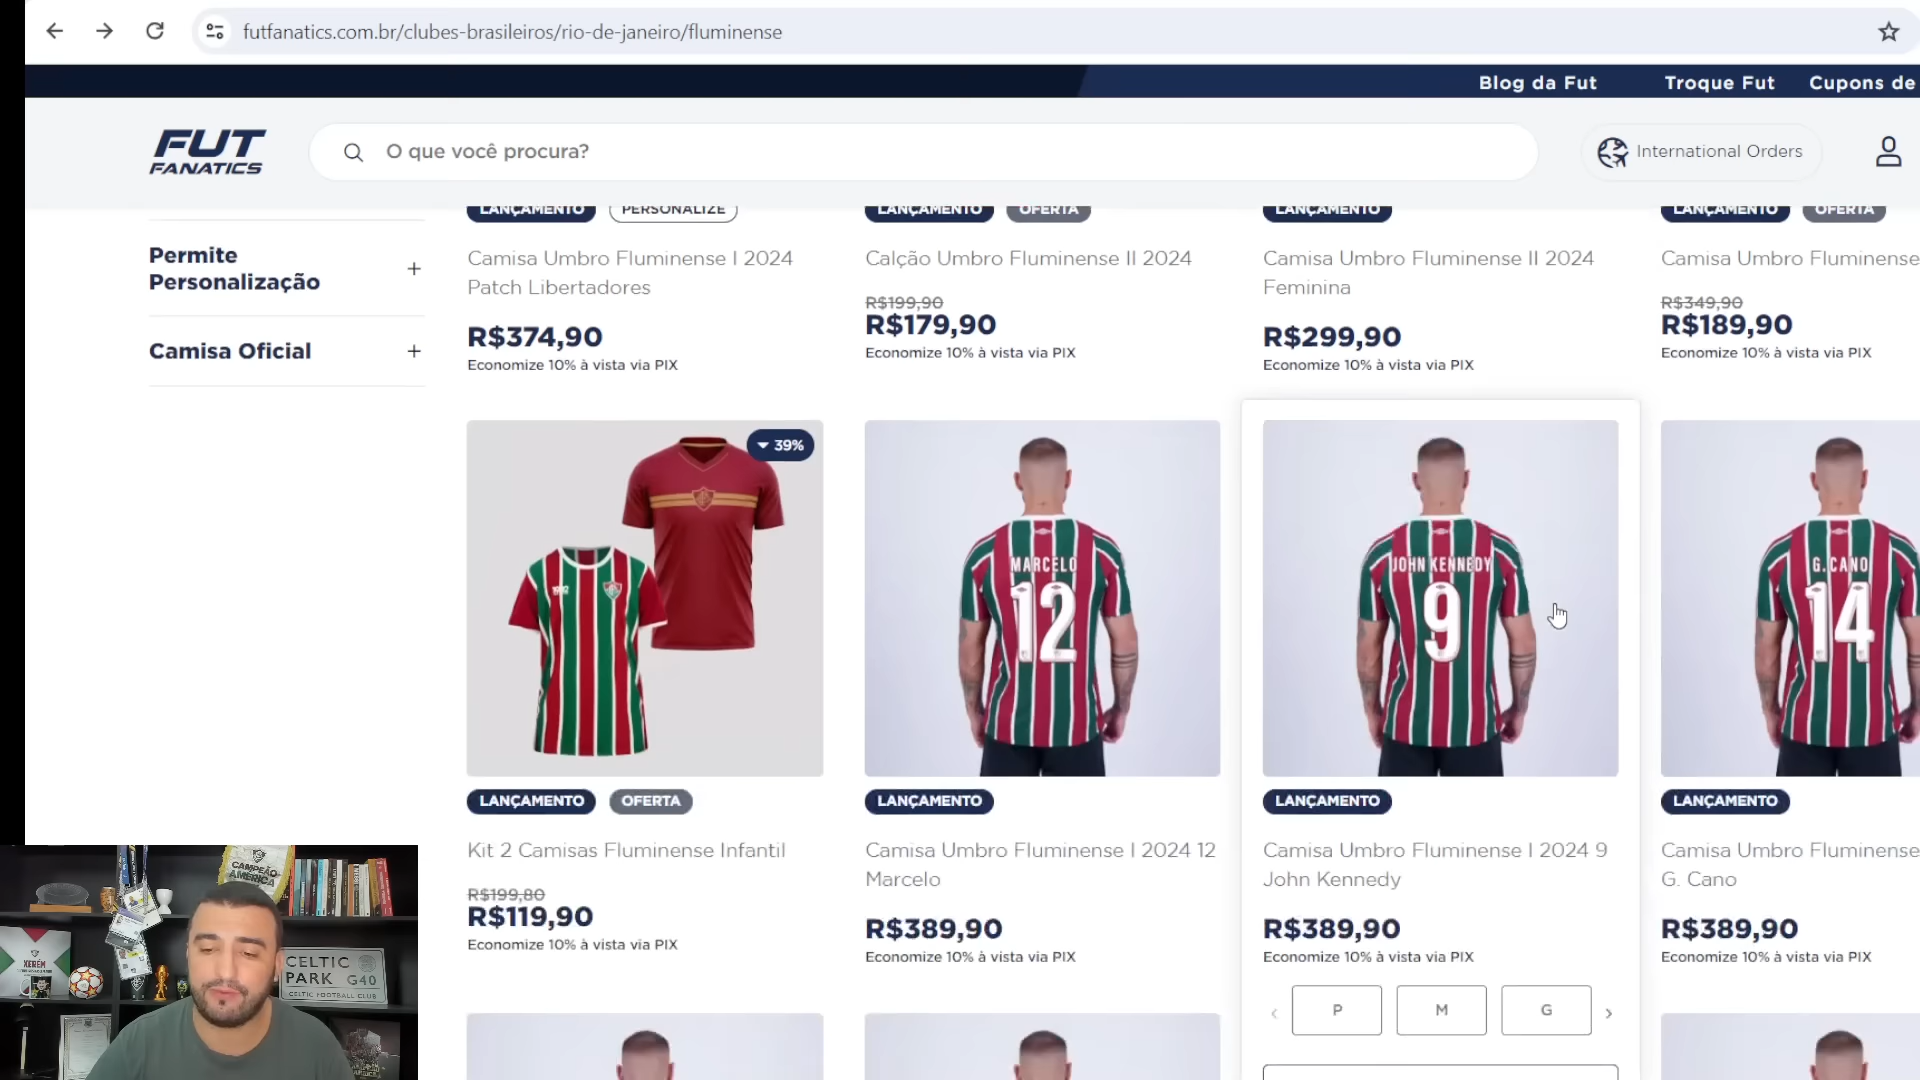 futfanatics.com.br/clubes-brasileiros/rio-de-janeiro/fluminense
Blog da Fut
Troque Fut
Cupons de
FUT
FANATICS
O que você procura?
International Orders
Permite
Personalização
+
Camisa Oficial
+
LANÇAMENTO
PERSONALIZE
Camisa Umbro Fluminense I 2024
Patch Libertadores
R$374,90
Economize 10% à vista via PIX
LANÇAMENTO
OFERTA
Calção Umbro Fluminense II 2024
R$199,90
R$179,90
Economize 10% à vista via PIX
LANÇAMENTO
Camisa Umbro Fluminense II 2024
Feminina
R$299,90
Economize 10% à vista via PIX
LANÇAMENTO
OFERTA
Camisa Umbro Fluminense
R$349,90
R$189,90
Economize 10% à vista via PIX
39%
LANÇAMENTO
OFERTA
Kit 2 Camisas Fluminense Infantil
R$199,80
R$119,90
Economize 10% à vista via PIX
MARCELO
12
LANÇAMENTO
Camisa Umbro Fluminense I 2024 12
Marcelo
R$389,90
Economize 10% à vista via PIX
JOHN KENNEDY
9
LANÇAMENTO
Camisa Umbro Fluminense I 2024 9
John Kennedy
R$389,90
Economize 10% à vista via PIX
P
M
G
G.CANO
14
LANÇAMENTO
Camisa Umbro Fluminense
G. Cano
R$389,90
Economize 10% à vista via PIX
CAMPEÃO
AMÉRICA
XERÉM
CELTIC
PARK G40
CELTIC FOOTBALL CLUB